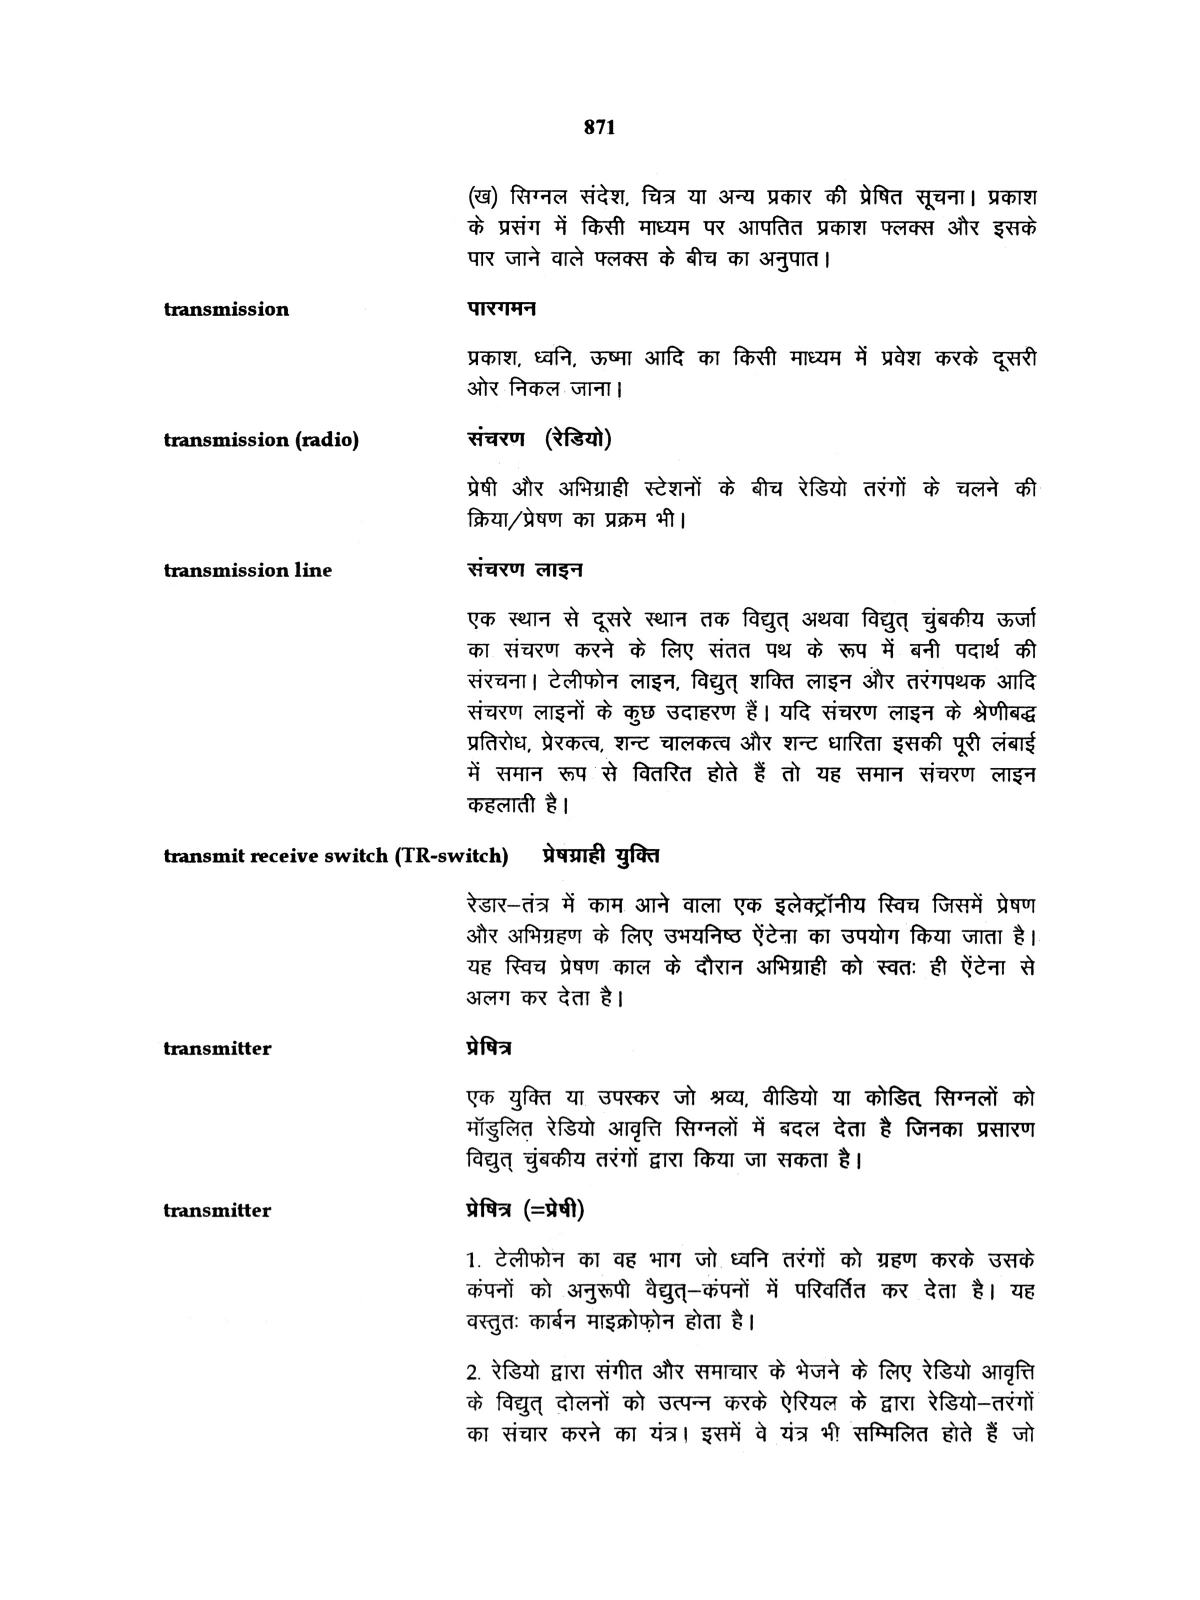 871
(ख) सिग्नल संदेश, चित्र या अन्य प्रकार की प्रेषित सूचना। प्रकाश
के प्रसंग में किसी माध्यम पर आपतित प्रकाश फ्लक्स और इसके
पार जाने वाले फ्लक्स के बीच का अनुपात।
transmission पारगमन
प्रकाश, ध्वनि, ऊष्मा आदि का किसी माध्यम में प्रवेश करके दूसरी
ओर निकल जाना।
transmission (radio) संचरण (रेडियो)
प्रेषी और अभिग्राही स्टेशनों के बीच रेडियो तरंगों के चलने की
क्रिया/प्रेषण का प्रक्रम भी।
transmission line संचरण लाइन
एक स्थान से दूसरे स्थान तक विद्युत् अथवा विद्युत् चुंबकीय ऊर्जा
का संचरण करने के लिए संतत पथ के रूप में बनी पदार्थ की
संरचना। टेलीफोन लाइन, विद्युत् शक्ति लाइन और तरंगपथक आदि
संचरण लाइनों के कुछ उदाहरण हैं। यदि संचरण लाइन के श्रेणीबद्ध
प्रतिरोध, प्रेरकत्व, शन्ट चालकत्व और शन्ट धारिता इसकी पूरी लंबाई
में समान रूप से वितरित होते हैं तो यह समान संचरण लाइन
कहलाती है।
transmit receive switch (TR-switch) प्रेषग्राही युक्ति
रेडार–तंत्र में काम आने वाला एक इलेक्ट्रॉनीय स्विच जिसमें प्रेषण
और अभिग्रहण के लिए उभयनिष्ठ ऐंटेना का उपयोग किया जाता है।
यह स्विच प्रेषण काल के दौरान अभिग्राही को स्वतः ही ऐंटेना से
अलग कर देता है।
transmitter प्रेषित्र
एक युक्ति या उपस्कर जो श्रव्य, वीडियो या कोडित् सिग्नलों को
मॉडुलित् रेडियो आवृत्ति सिग्नलों में बदल देता है जिनका प्रसारण
विद्युत् चुंबकीय तरंगों द्वारा किया जा सकता है।
transmitter प्रेषित्र (=प्रेषी)
1. टेलीफोन का वह भाग जो ध्वनि तरंगों को ग्रहण करके उसके
कंपनों को अनुरूपी वैद्युत्–कंपनों में परिवर्तित कर देता है। यह
वस्तुतः कार्बन माइक्रोफ़ोन होता है।
2. रेडियो द्वारा संगीत और समाचार के भेजने के लिए रेडियो आवृत्ति
के विद्युत् दोलनों को उत्पन्न करके ऐरियल के द्वारा रेडियो–तरंगों
का संचार करने का यंत्र। इसमें वे यंत्र भी सम्मिलित होते हैं जो